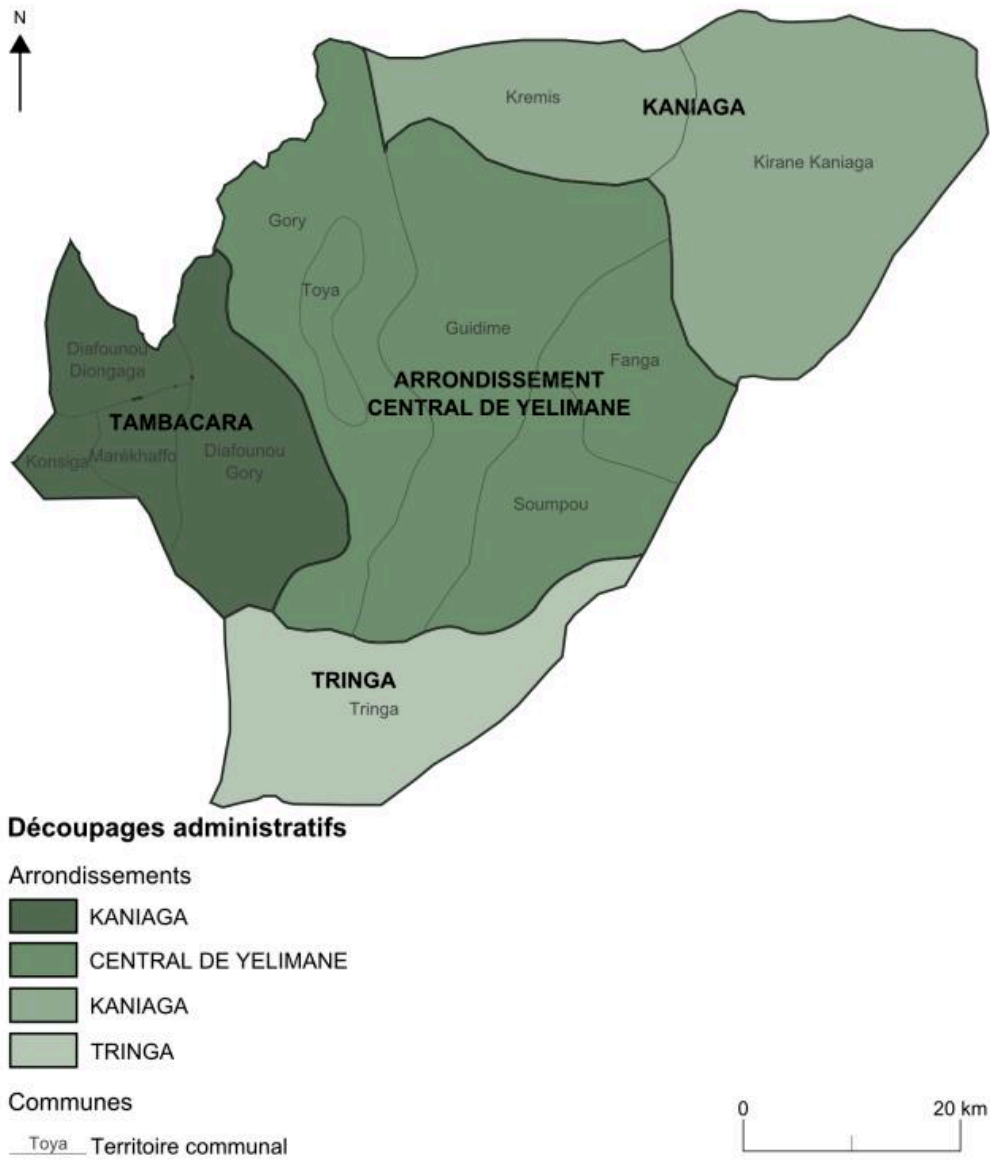 N
Kremis
KANIAGA
Kirane Kaniaga
Gory
Toya
Guidime
Fanga
Diafounou
Diongaga
ARRONDISSEMENT
CENTRAL DE YELIMANE
TAMBACARA
Konsiga
Marékhaffo
Diafounou
Gory
Soumpou
TRINGA
Tringa
Découpages administratifs
Arrondissements
KANIAGA
CENTRAL DE YELIMANE
KANIAGA
TRINGA
Communes
Toya Territoire communal
0 20 km